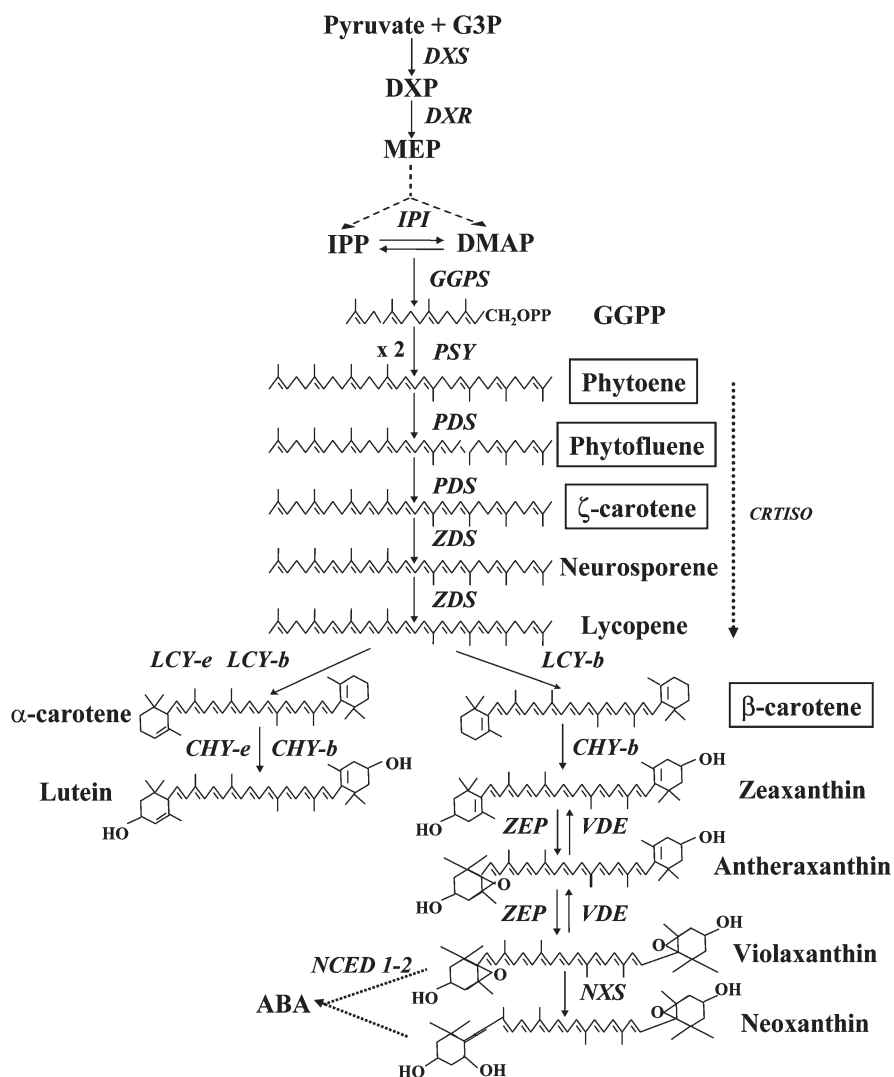 Pyruvate + G3P
DXS
DXP
DXR
MEP
IPI
IPP DMAP
GGPS
CH2OPP GGPP
x 2 PSY
Phytoene
PDS
Phytofluene
PDS
ζ-carotene
CRTISO
ZDS
Neurosporene
ZDS
Lycopene
LCY-e LCY-b LCY-b
α-carotene β-carotene
CHY-e CHY-b CHY-b
OH OH
Lutein Zeaxanthin
HO HO
ZEP VDE
OH
Antheraxanthin
O
HO
ZEP VDE
OH
Violaxanthin
O O
NCED 1-2
HO
NXS
OH
ABA
O
Neoxanthin
HO OH